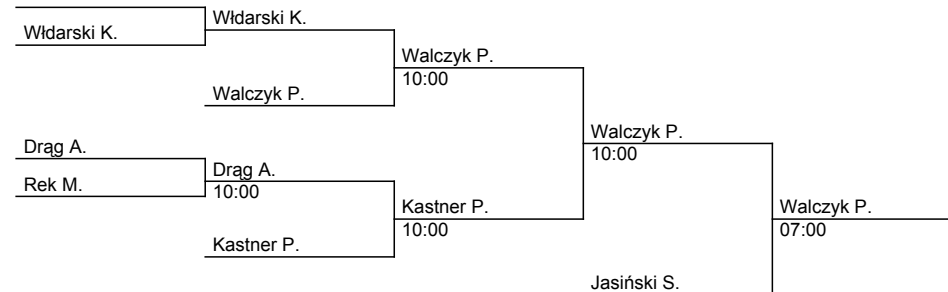 Włdarski K.
Włdarski K.
Walczyk P.
10:00
Walczyk P.
Walczyk P.
10:00
Drąg A.
Drąg A.
10:00
Rek M.
Kastner P.
10:00
Walczyk P.
07:00
Kastner P.
Jasiński S.